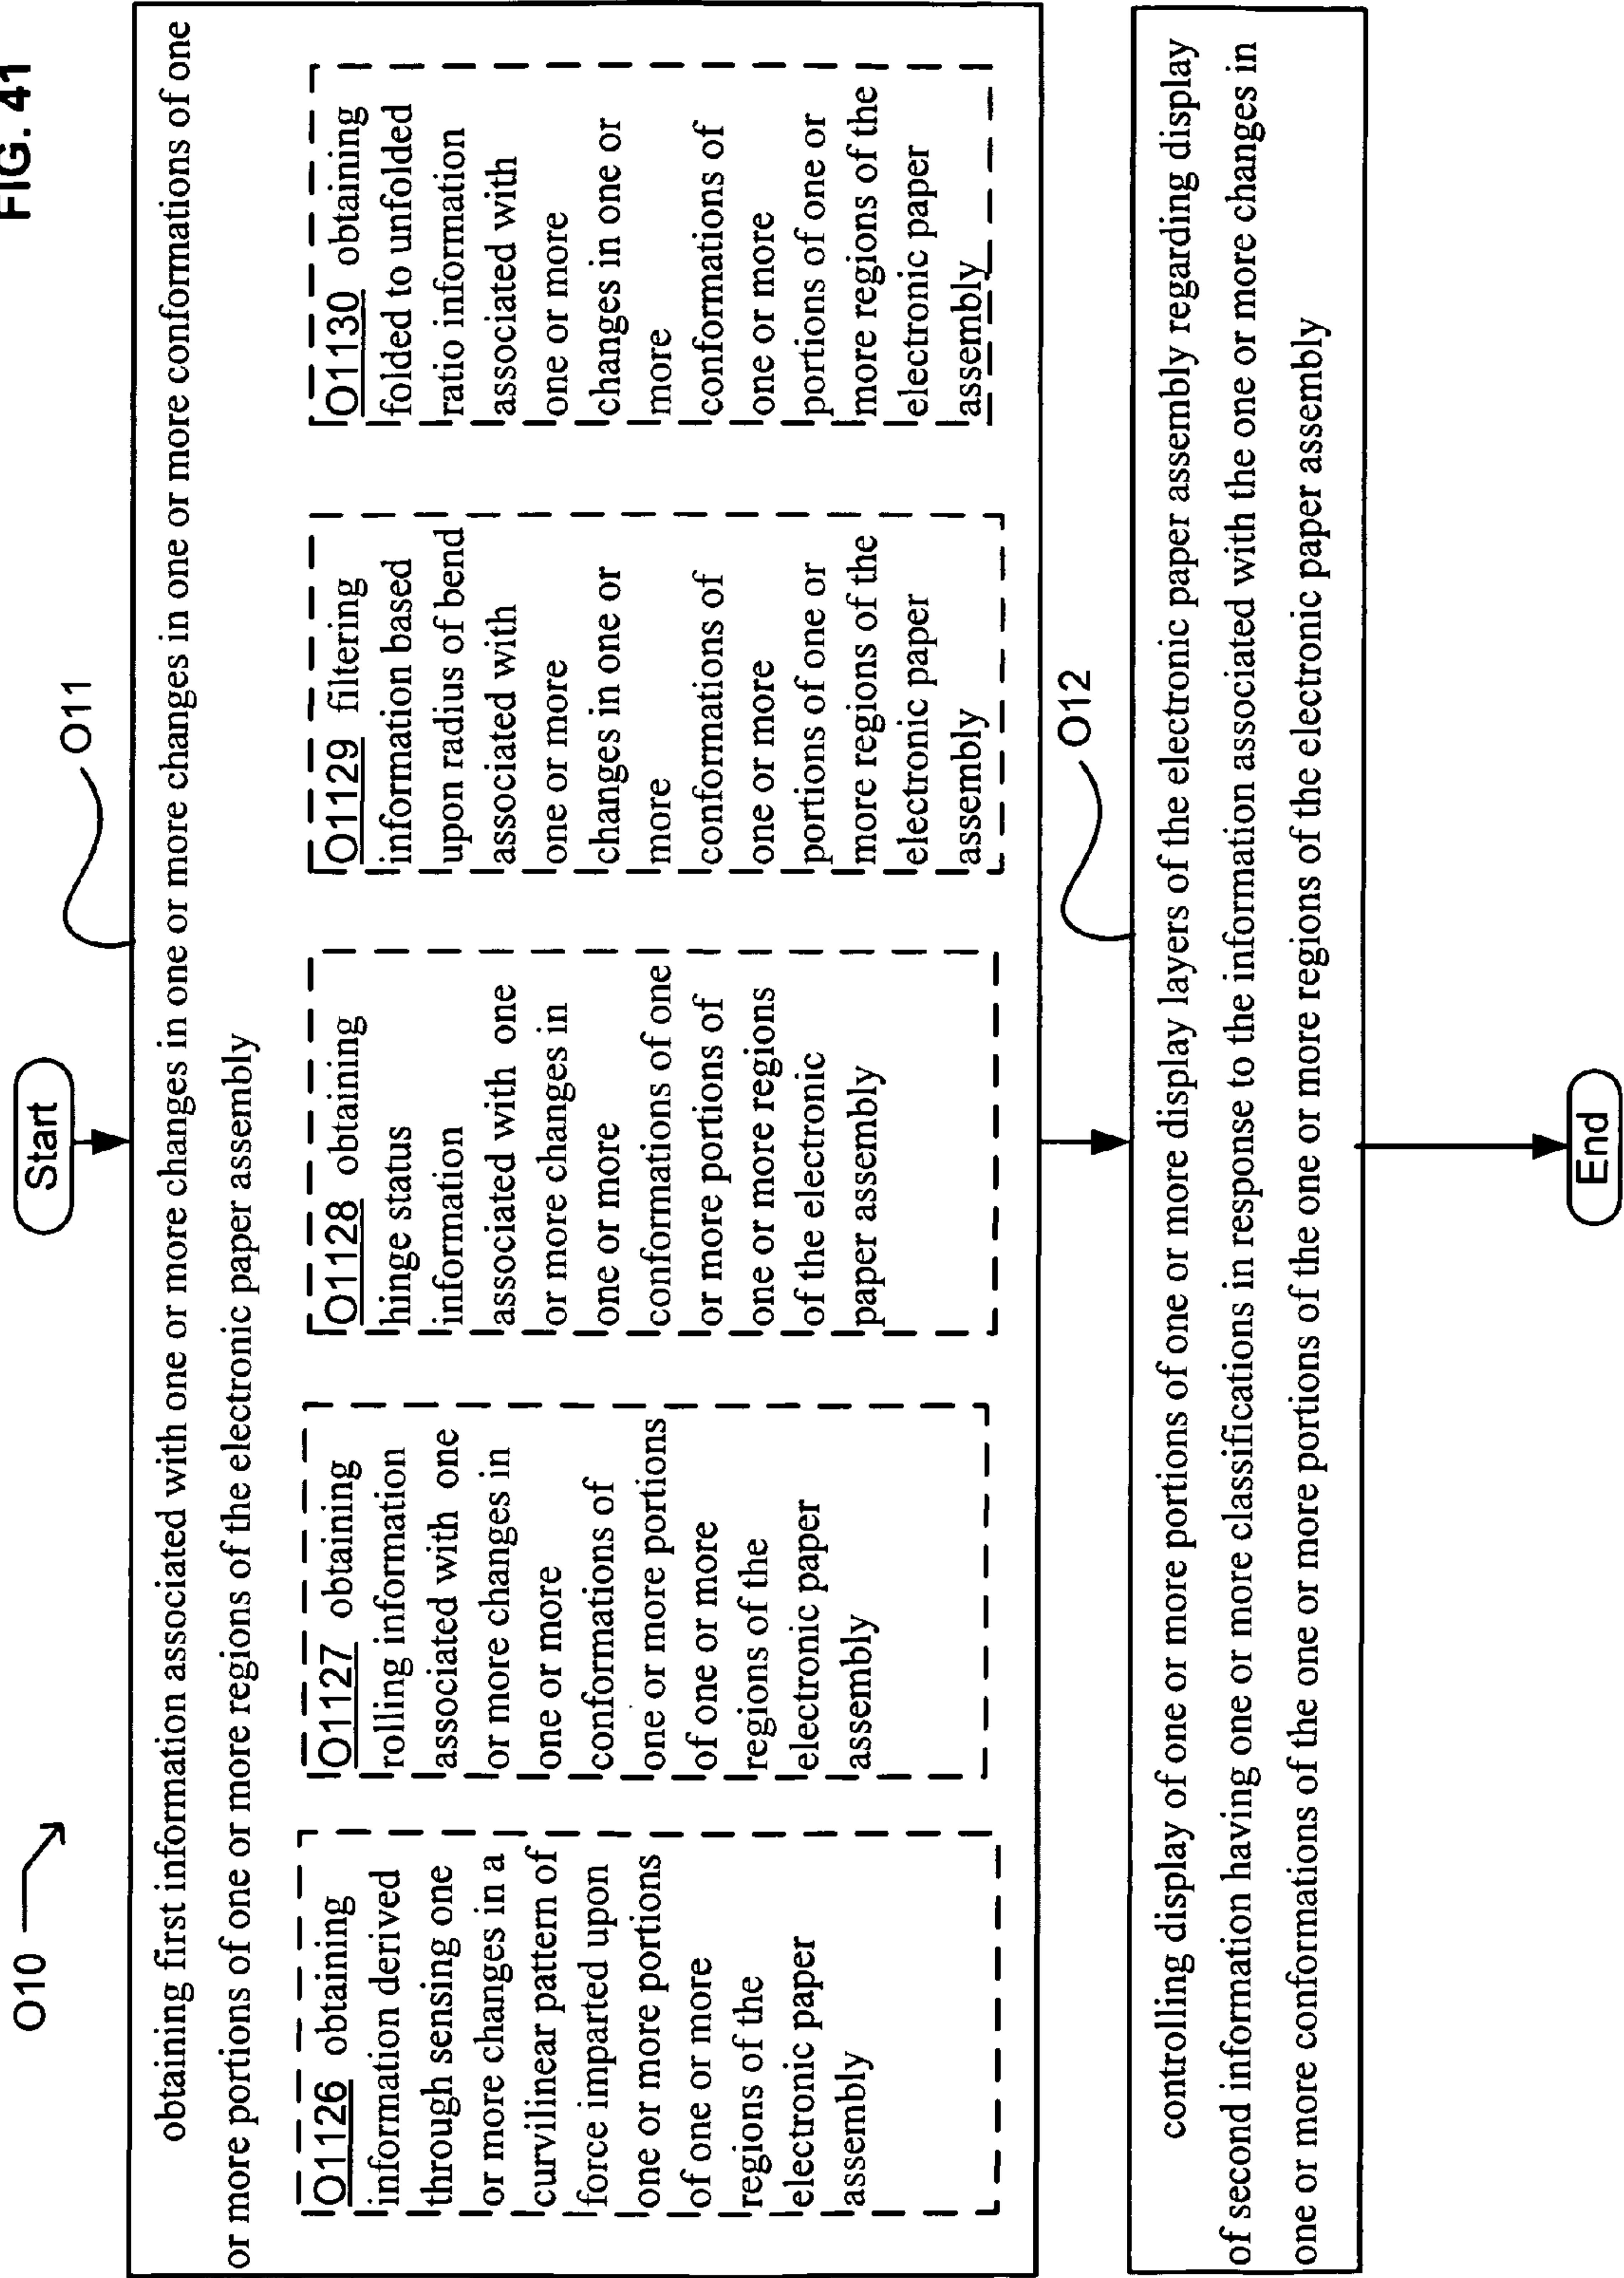 FIG. 41
O10
Start
O11
obtaining first information associated with one or more changes in one or more changes in one or more conformations of one
or more portions of one or more regions of the electronic paper assembly
O1126 obtaining
information derived
through sensing one
or more changes in a
curvilinear pattern of
force imparted upon
one or more portions
of one or more
regions of the
electronic paper
assembly
O1127 obtaining
rolling information
associated with one
or more changes in
one or more
conformations of
one or more portions
of one or more
regions of the
electronic paper
assembly
O1128 obtaining
hinge status
information
associated with one
or more changes in
one or more
conformations of one
or more portions of
one or more regions
of the electronic
paper assembly
O1129 filtering
information based
upon radius of bend
associated with
one or more
changes in one or
more
conformations of
one or more
portions of one or
more regions of the
electronic paper
assembly
O1130 obtaining
folded to unfolded
ratio information
associated with
one or more
changes in one or
more
conformations of
one or more
portions of one or
more regions of the
electronic paper
assembly
O12
controlling display of one or more portions of one or more display layers of the electronic paper assembly regarding display
of second information having one or more classifications in response to the information associated with the one or more changes in
one or more conformations of the one or more portions of the one or more regions of the electronic paper assembly
End